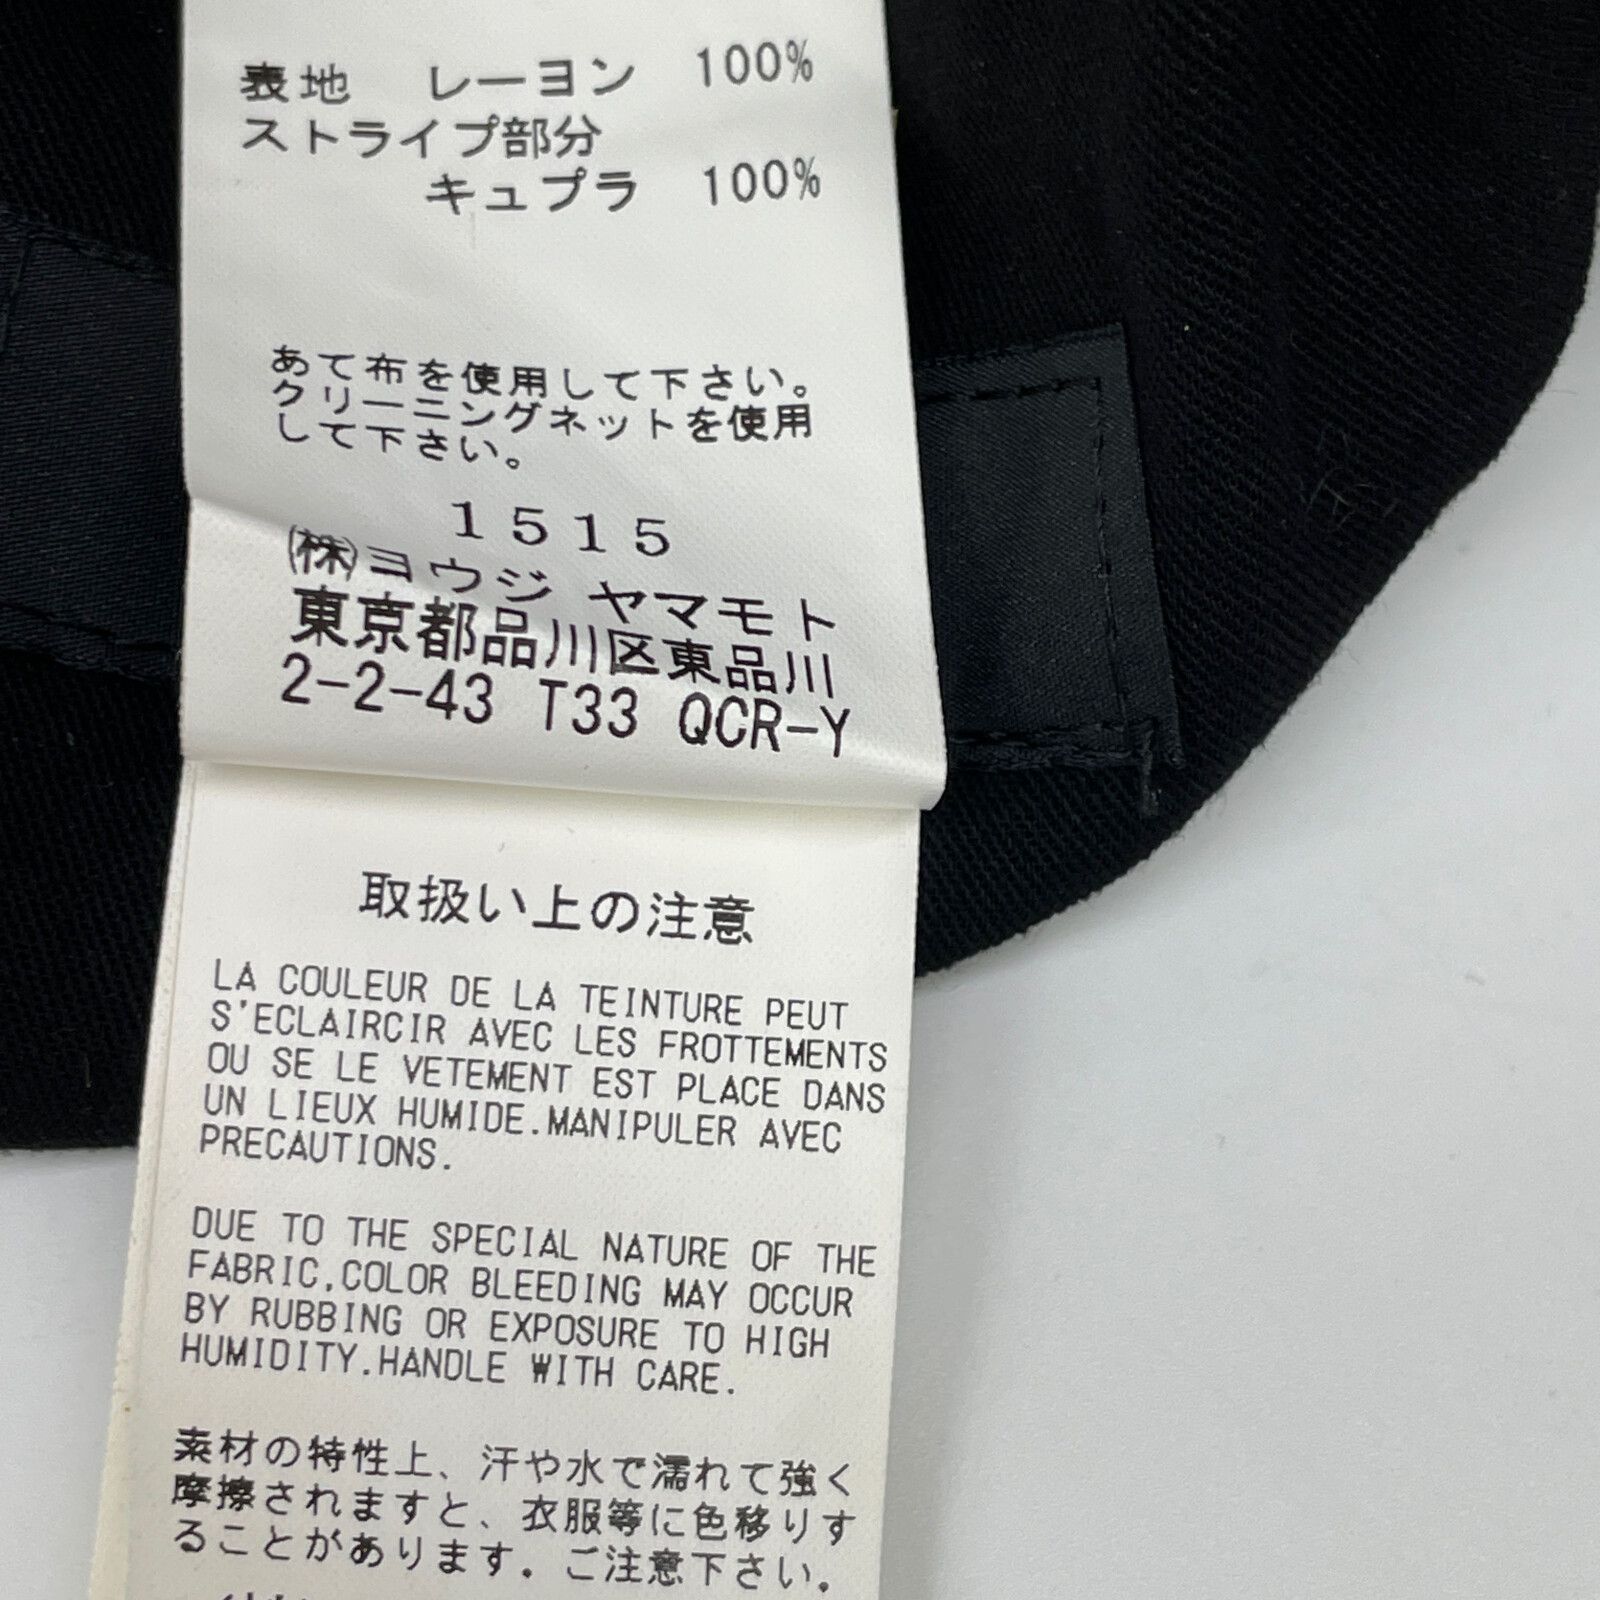 表地 レーヨン 100%
ストライプ部分
キュプラ 100%
あて布を使用して下さい。
クリーニングネットを使用
して下さい。
1515
㈱ヨウジ ヤマモト
東京都品川区東品川
2-2-43 T33 QCR-Y
取扱い上の注意
LA COULEUR DE LA TEINTURE PEUT
S'ECLAIRCIR AVEC LES FROTTEMENTS
OU SE LE VETEMENT EST PLACE DANS
UN LIEUX HUMIDE.MANIPULER AVEC
PRECAUTIONS.
DUE TO THE SPECIAL NATURE OF THE
FABRIC,COLOR BLEEDING MAY OCCUR
BY RUBBING OR EXPOSURE TO HIGH
HUMIDITY.HANDLE WITH CARE.
素材の特性上、汗や水で濡れて強く
摩擦されますと、衣服等に色移りす
ることがあります。ご注意下さい。